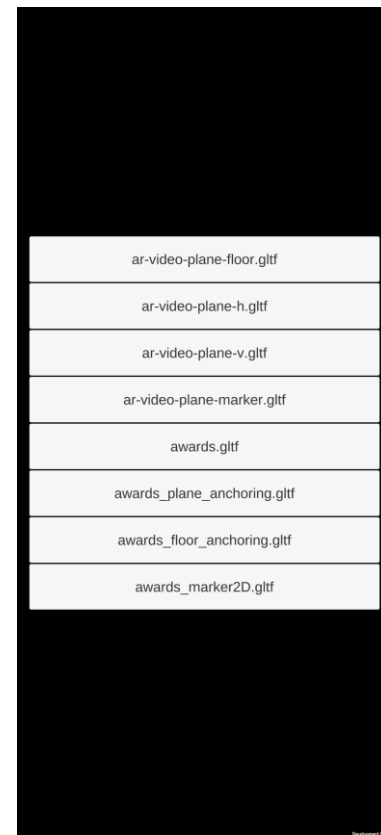 ar-video-plane-floor.gltf
ar-video-plane-h.gltf
ar-video-plane-v.gltf
ar-video-plane-marker.gltf
awards.gltf
awards_plane_anchoring.gltf
awards_floor_anchoring.gltf
awards_marker2D.gltf
Development